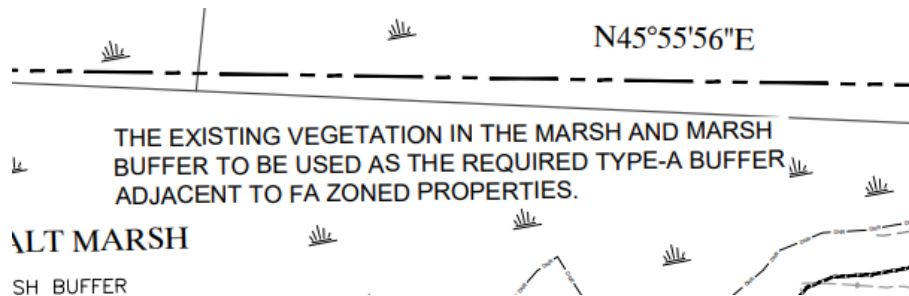 N45°55'56"E
THE EXISTING VEGETATION IN THE MARSH AND MARSH
BUFFER TO BE USED AS THE REQUIRED TYPE-A BUFFER
ADJACENT TO FA ZONED PROPERTIES.
ALT MARSH
SH BUFFER